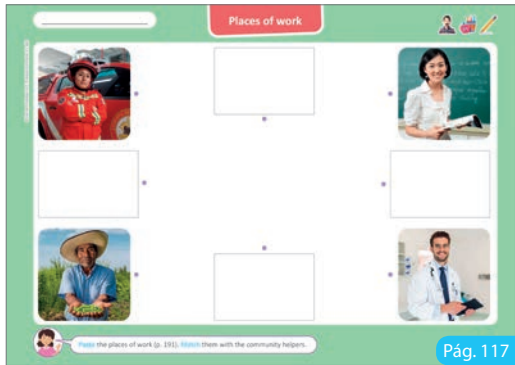 Places of work
Paste the places of work (p. 191). Match them with the community helpers.
Pág. 117